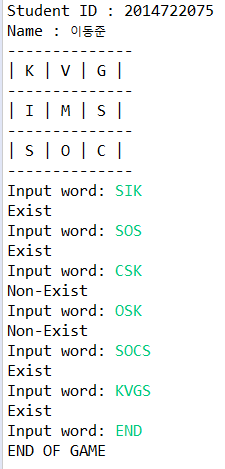 Student ID : 2014722075
Name : 이동준
--------------
| K | V | G |
--------------
| I | M | S |
--------------
| S | O | C |
--------------
Input word: SIK
Exist
Input word: SOS
Exist
Input word: CSK
Non-Exist
Input word: OSK
Non-Exist
Input word: SOCS
Exist
Input word: KVGS
Exist
Input word: END
END OF GAME